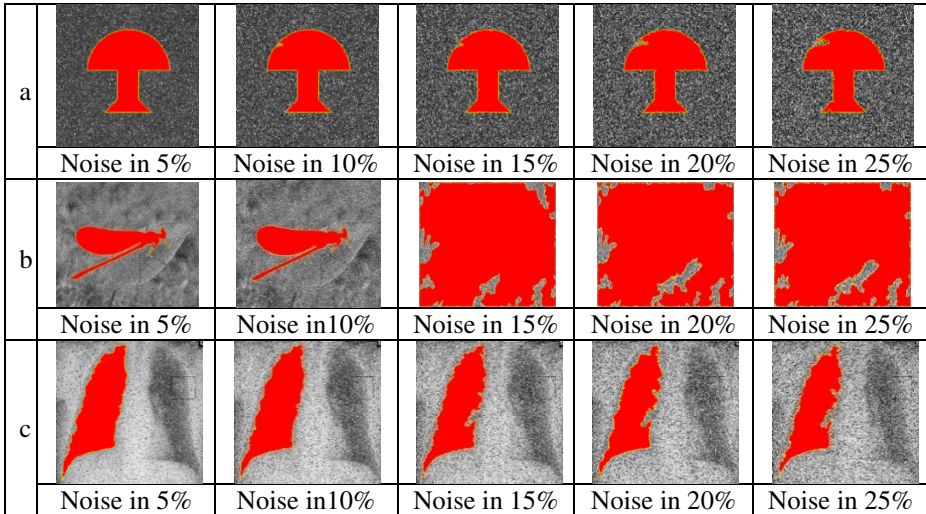 a
Noise in 5% Noise in 10% Noise in 15% Noise in 20% Noise in 25%
b
Noise in 5% Noise in10% Noise in 15% Noise in 20% Noise in 25%
c
Noise in 5% Noise in10% Noise in 15% Noise in 20% Noise in 25%